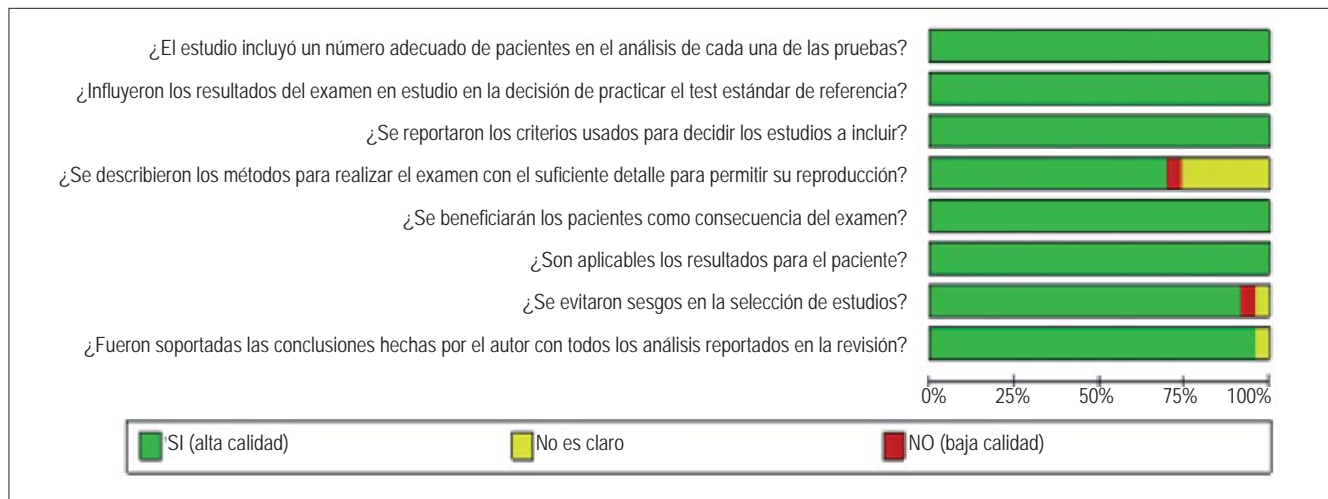 ¿El estudio incluyó un número adecuado de pacientes en el análisis de cada una de las pruebas?
¿Influyeron los resultados del examen en estudio en la decisión de practicar el test estándar de referencia?
¿Se reportaron los criterios usados para decidir los estudios a incluir?
¿Se describieron los métodos para realizar el examen con el suficiente detalle para permitir su reproducción?
¿Se beneficiarán los pacientes como consecuencia del examen?
¿Son aplicables los resultados para el paciente?
¿Se evitaron sesgos en la selección de estudios?
¿Fueron soportadas las conclusiones hechas por el autor con todos los análisis reportados en la revisión?
0% 25% 50% 75% 100%
SI (alta calidad) No es claro NO (baja calidad)